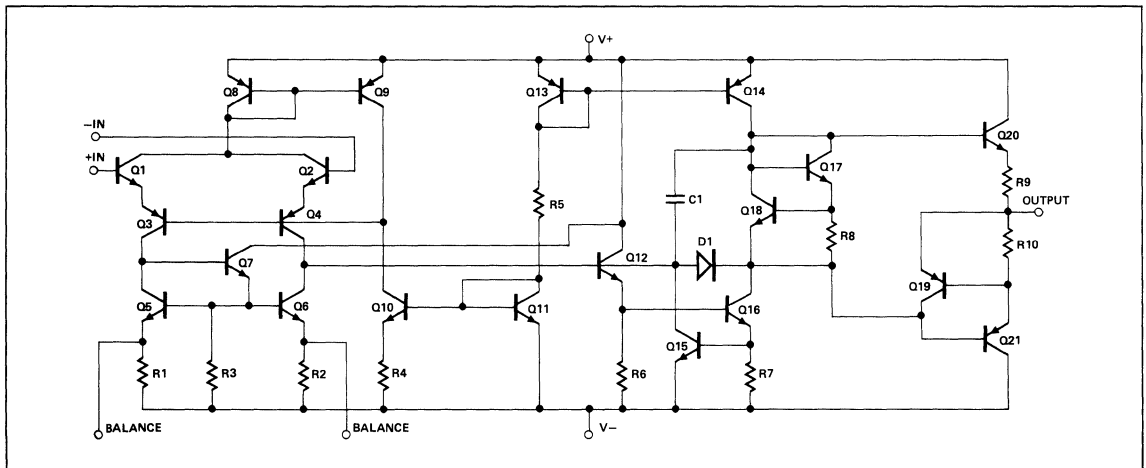 V+
Q8
Q9
Q13
Q14
−IN
+IN
Q1
Q2
Q20
Q17
R9
Q3
Q4
R5
C1
Q18
OUTPUT
R8
R10
D1
Q7
Q12
Q19
Q5
Q6
Q10
Q11
Q16
Q15
Q21
R1
R3
R2
R4
R6
R7
BALANCE
BALANCE
V−